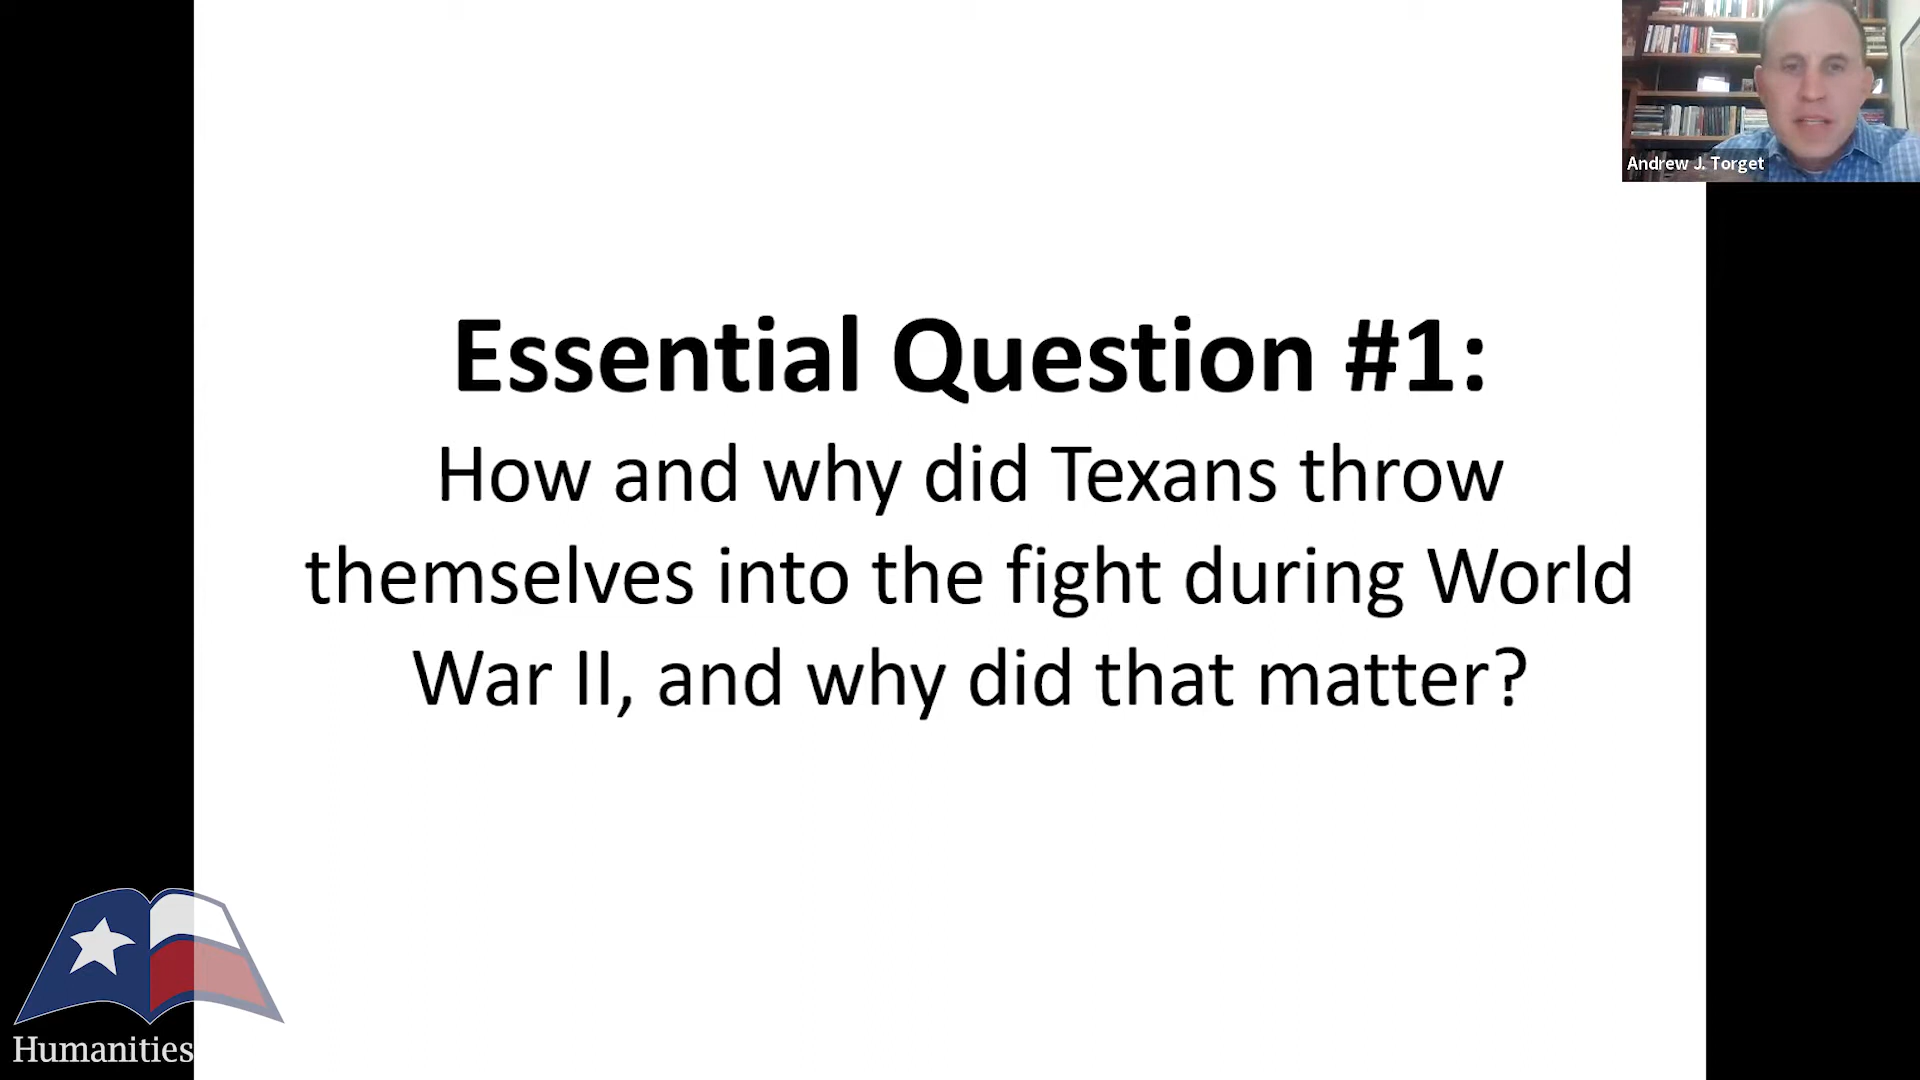 Andrew J. Torget
Essential Question #1:
How and why did Texans throw
themselves into the fight during World
War II, and why did that matter?
Humanities